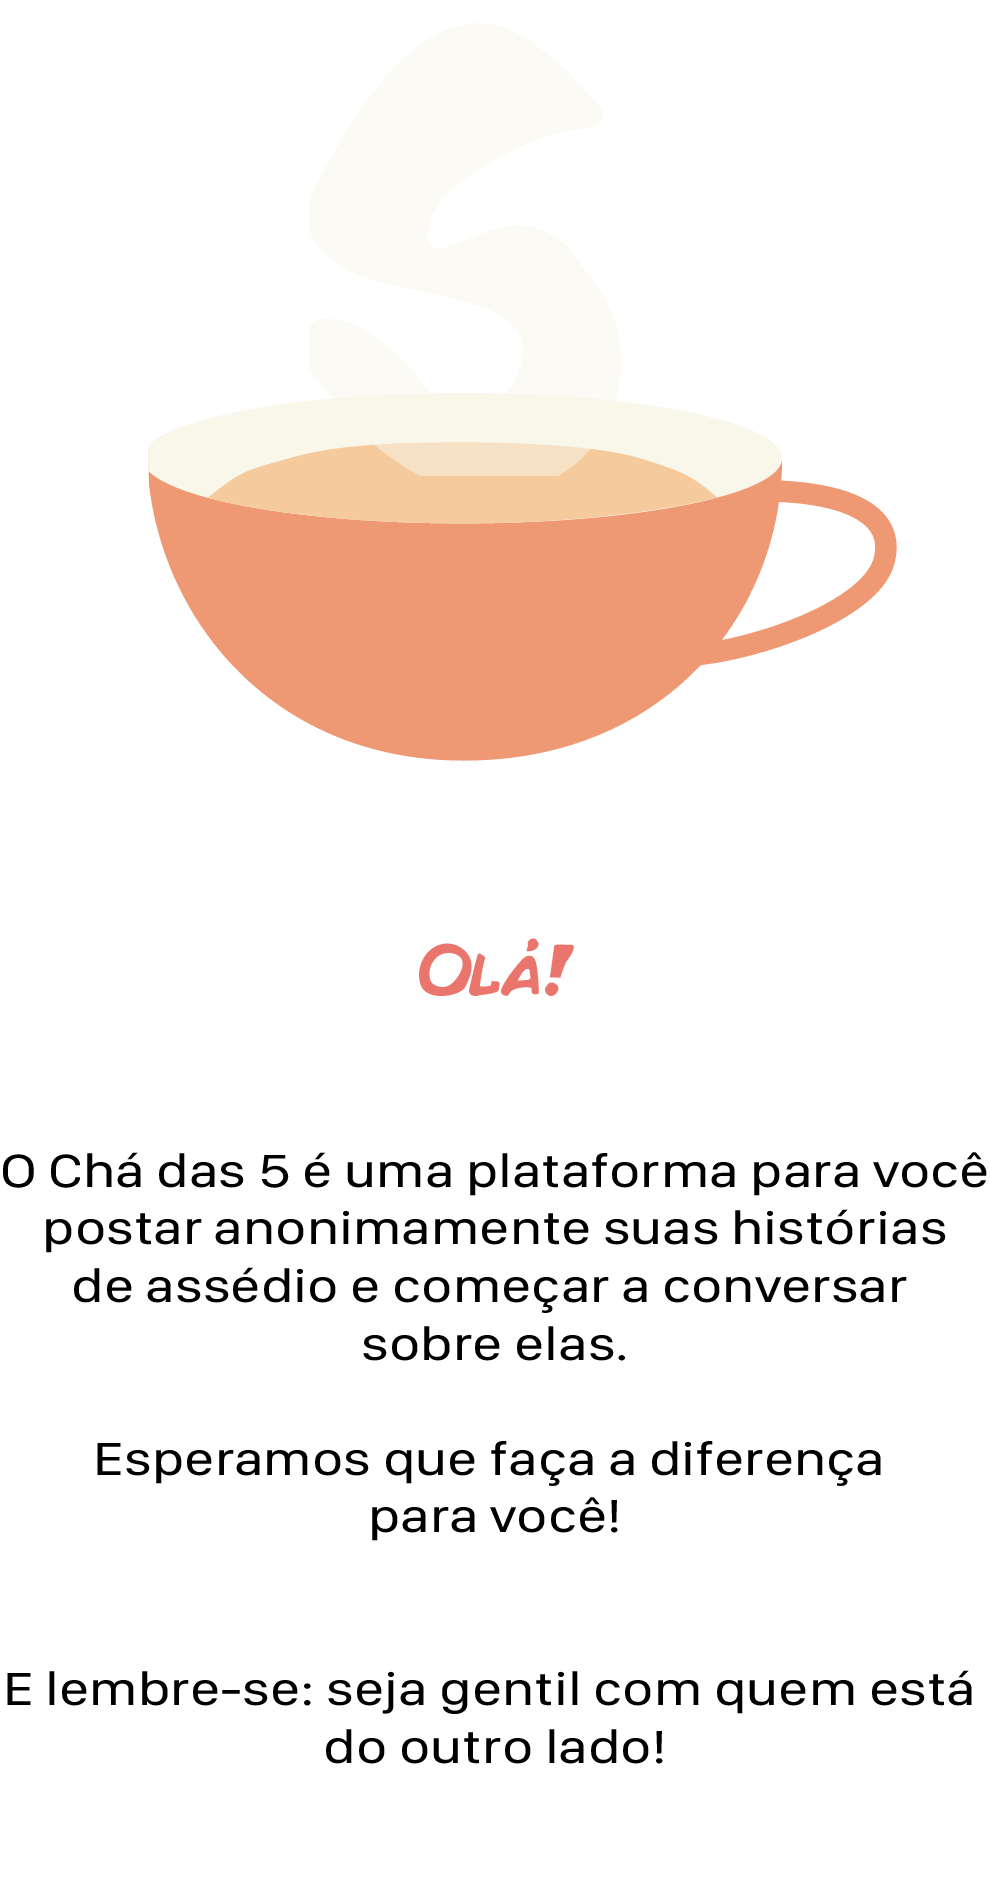 Olá!
O Chá das 5 é uma plataforma para você
postar anonimamente suas histórias
de assédio e começar a conversar
sobre elas.
Esperamos que faça a diferença
para você!
E lembre-se: seja gentil com quem está
do outro lado!